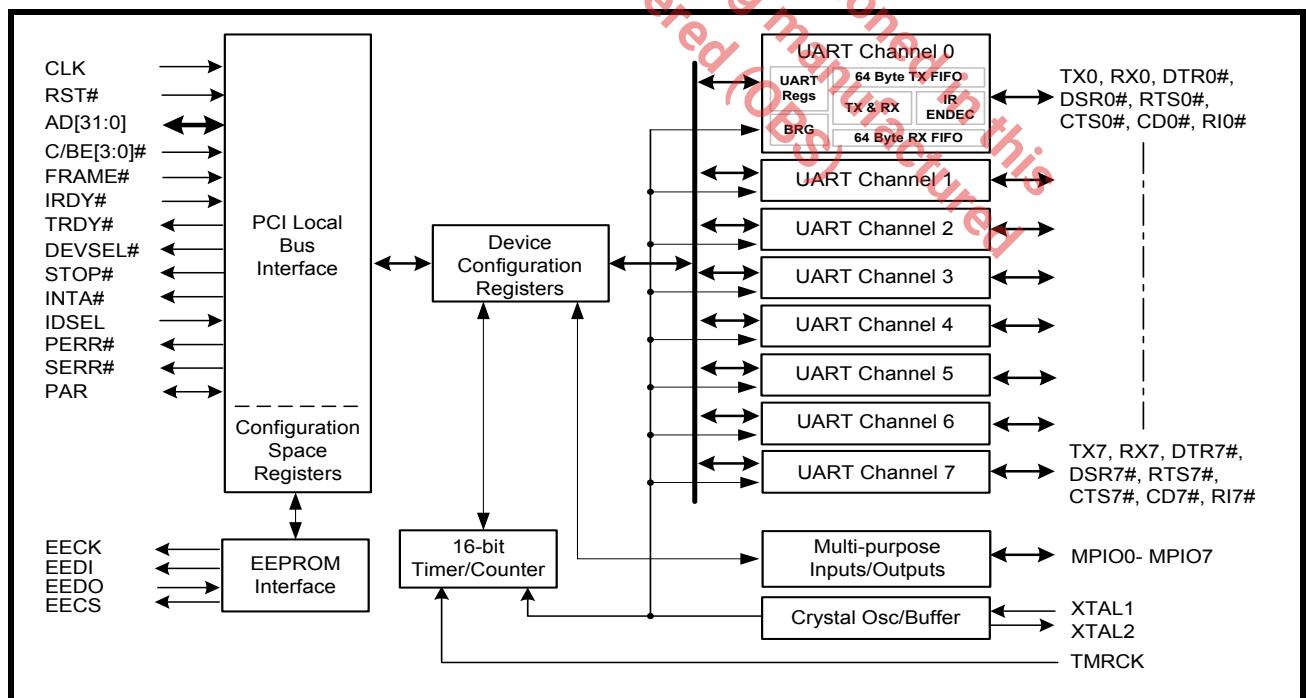 CLK
RST#
AD[31:0]
C/BE[3:0]#
FRAME#
IRDY#
TRDY#
DEVSEL#
STOP#
INTA#
IDSEL
PERR#
SERR#
PAR
PCI Local
Bus
Interface
Configuration
Space
Registers
EECK
EEDI
EEDO
EECS
EEPROM
Interface
Device
Configuration
Registers
16-bit
Timer/Counter
UART Channel 0
UART
Regs
BRG
64 Byte TX FIFO
TX & RX
IR
ENDEC
64 Byte RX FIFO
UART Channel 1
UART Channel 2
UART Channel 3
UART Channel 4
UART Channel 5
UART Channel 6
UART Channel 7
Multi-purpose
Inputs/Outputs
Crystal Osc/Buffer
TX0, RX0, DTR0#,
DSR0#, RTS0#,
CTS0#, CD0#, RI0#
TX7, RX7, DTR7#,
DSR7#, RTS7#,
CTS7#, CD7#, RI7#
MPIO0- MPIO7
XTAL1
XTAL2
TMRCK
in this
manufactured
(OBS)